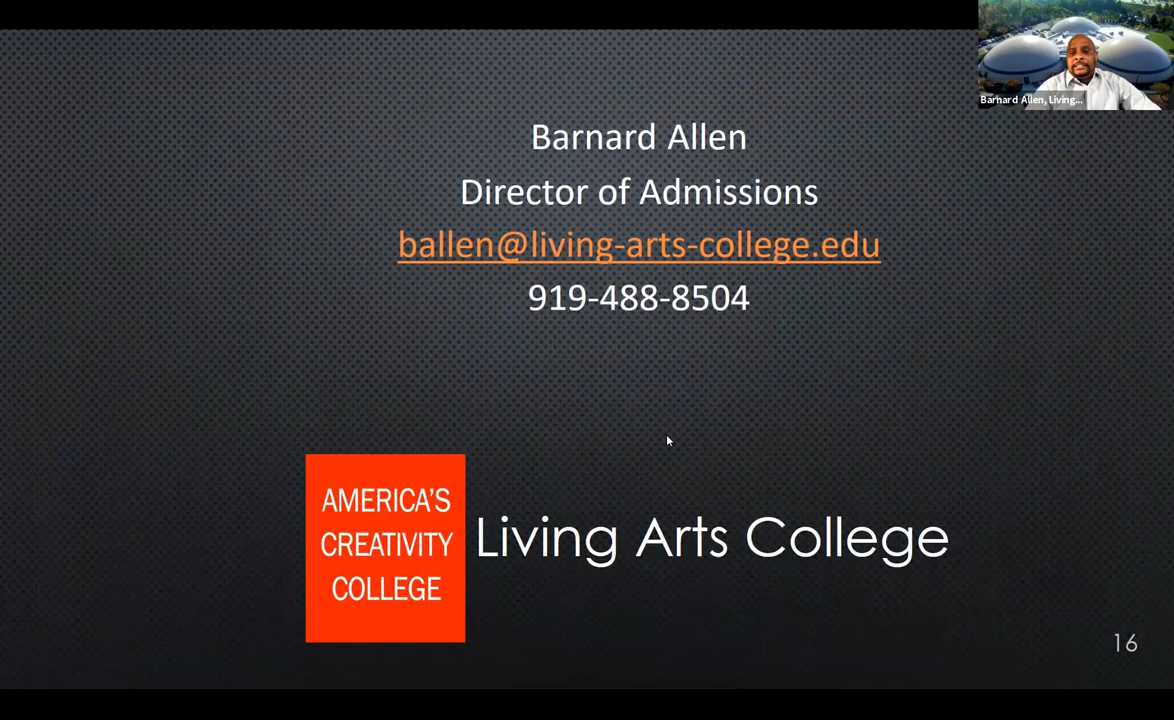 Barnard Allen, Living...
Barnard Allen
Director of Admissions
ballen@living-arts-college.edu
919-488-8504
AMERICA'S
CREATIVITY
COLLEGE
Living Arts College
16